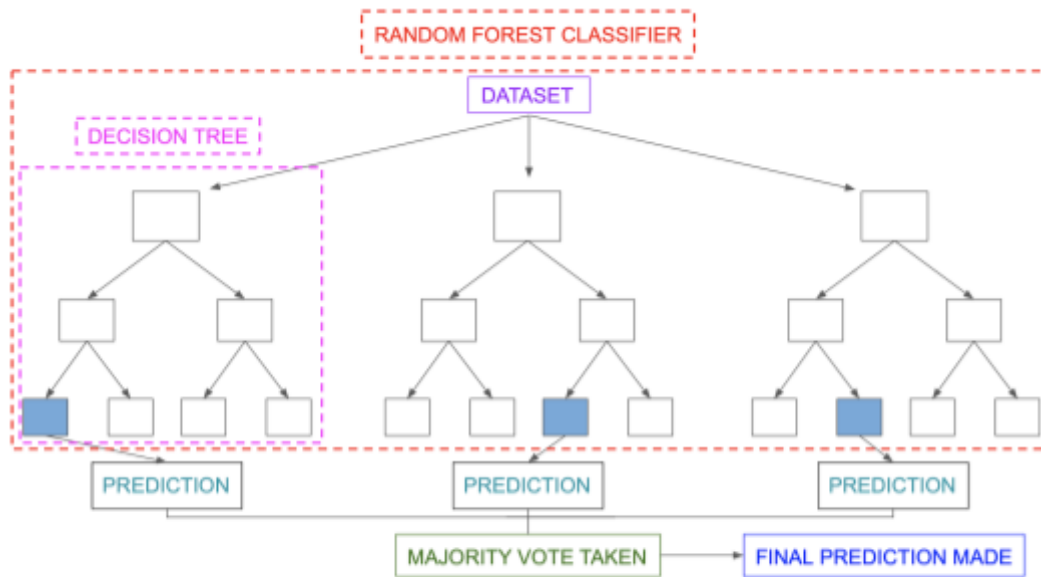 RANDOM FOREST CLASSIFIER
DATASET
DECISION TREE
PREDICTION
PREDICTION
PREDICTION
MAJORITY VOTE TAKEN
FINAL PREDICTION MADE